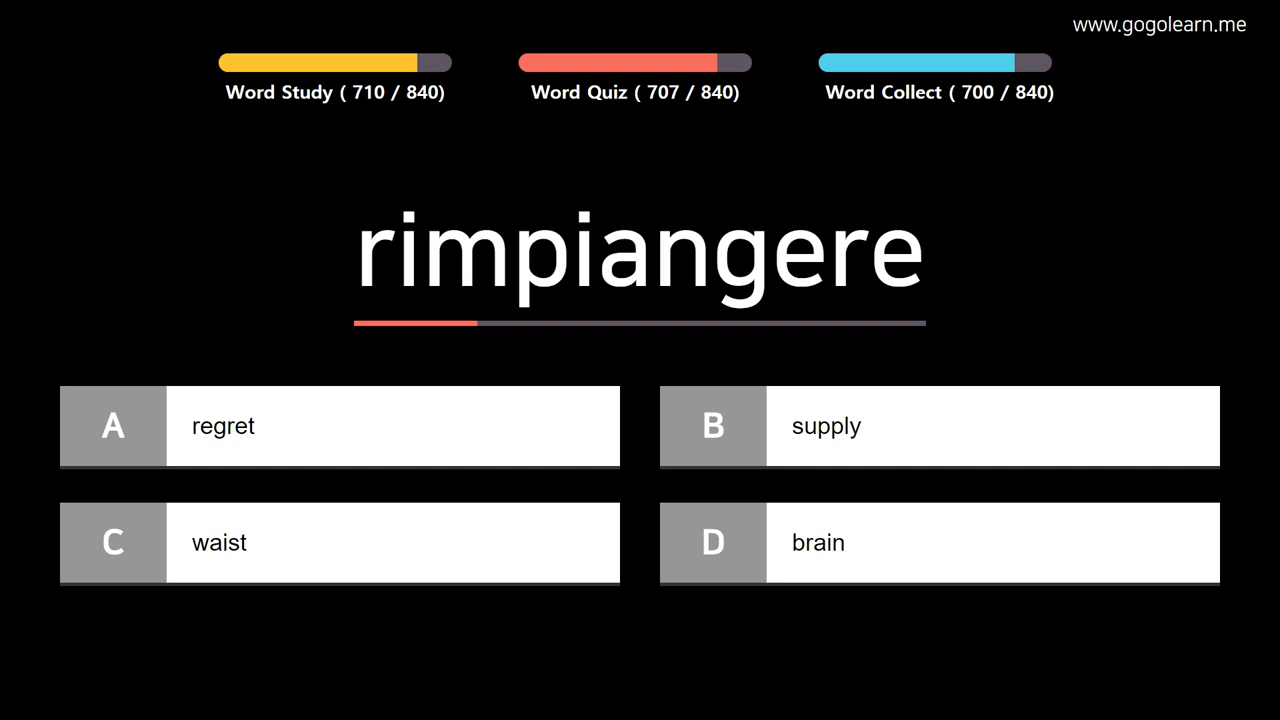 www.gogolearn.me
Word Study ( 710 / 840)
Word Quiz ( 707 / 840)
Word Collect ( 700 / 840)
rimpiangere
A regret
B supply
C waist
D brain